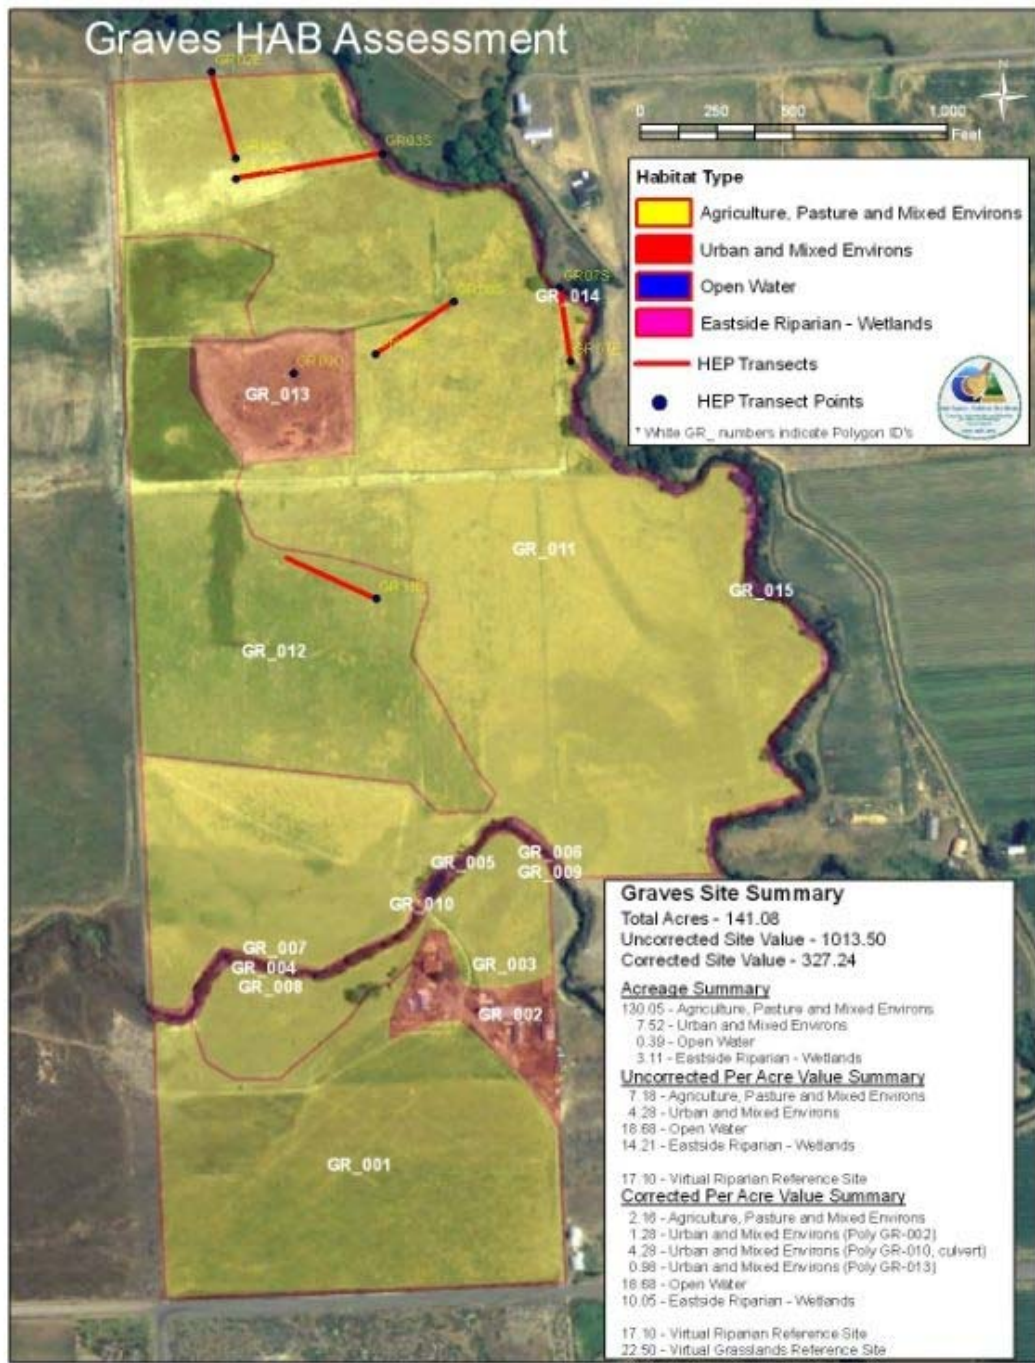 Graves HAB Assessment
GR02E
GR03S
N
0 250 500 1,000
Feet
Habitat Type
Agriculture, Pasture and Mixed Environs
Urban and Mixed Environs
Open Water
Eastside Riparian - Wetlands
HEP Transects
HEP Transect Points
* White GR_ numbers indicate Polygon ID's
GR07S
GR_014
GR_013
GR_011
GR_015
GR_012
GR_005
GR_006
GR_009
GR_010
GR_007
GR_004
GR_008
GR_003
GR_002
GR_001
Graves Site Summary
Total Acres - 141.08
Uncorrected Site Value - 1013.50
Corrected Site Value - 327.24
Acreage Summary
130.05 - Agriculture, Pasture and Mixed Environs
7.52 - Urban and Mixed Environs
0.39 - Open Water
3.11 - Eastside Riparian - Wetlands
Uncorrected Per Acre Value Summary
7.18 - Agriculture, Pasture and Mixed Environs
4.28 - Urban and Mixed Environs
18.68 - Open Water
14.21 - Eastside Riparian - Wetlands
17.10 - Virtual Riparian Reference Site
Corrected Per Acre Value Summary
2.16 - Agriculture, Pasture and Mixed Environs
1.28 - Urban and Mixed Environs (Poly GR-002)
4.28 - Urban and Mixed Environs (Poly GR-010, culvert)
0.98 - Urban and Mixed Environs (Poly GR-013)
18.68 - Open Water
10.05 - Eastside Riparian - Wetlands
17.10 - Virtual Riparian Reference Site
22.50 - Virtual Grasslands Reference Site